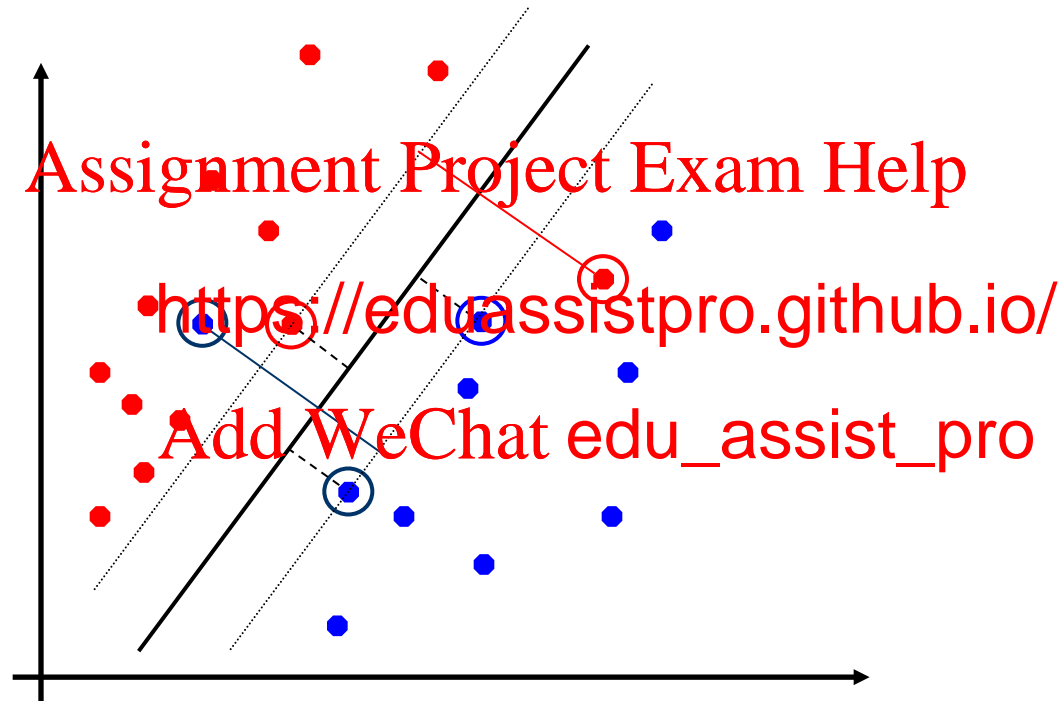 Assignment Project Exam Help
https://eduassistpro.github.io/
Add WeChat edu_assist_pro